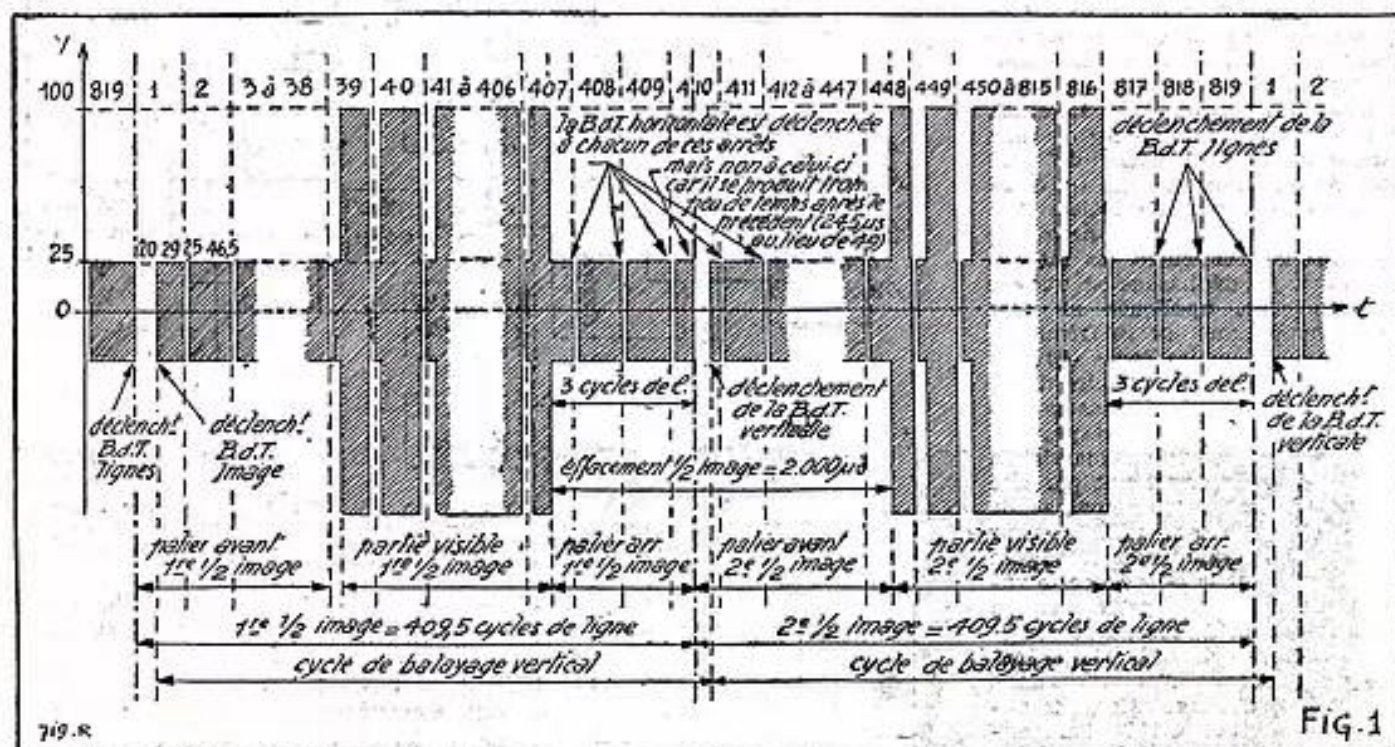 V
819 1 2 3 à 38 39 40 41 à 406 407 408 409 410 411 412 à 447 448 449 450 à 815 816 817 818 819 1 2
100
la B.d.T. horizontale est déclenchée
à chacun de ces arrêts
mais non à celui-ci
car il se produit trop
peu de temps après le
précédent (24,5 µs
au lieu de 49)
déclenchement de la
B.d.T. lignes
25
20 29 25 46,5
0
t
déclencht
B.d.T.
lignes
déclencht
B.d.T.
Image
3 cycles de l.
déclenchement
de la B.d.T.
verticale
3 cycles de l.
déclencht
de la B.d.T.
verticale
effacement 1/2 image = 2.000 µs
palier avant
1re 1/2 image
partie visible
1re 1/2 image
palier arr.
1re 1/2 image
palier avant
2e 1/2 image
partie visible
2e 1/2 image
palier arr.
2e 1/2 image
1re 1/2 image = 409,5 cycles de ligne
2e 1/2 image = 409.5 cycles de ligne
cycle de balayage vertical
cycle de balayage vertical
FIG.1